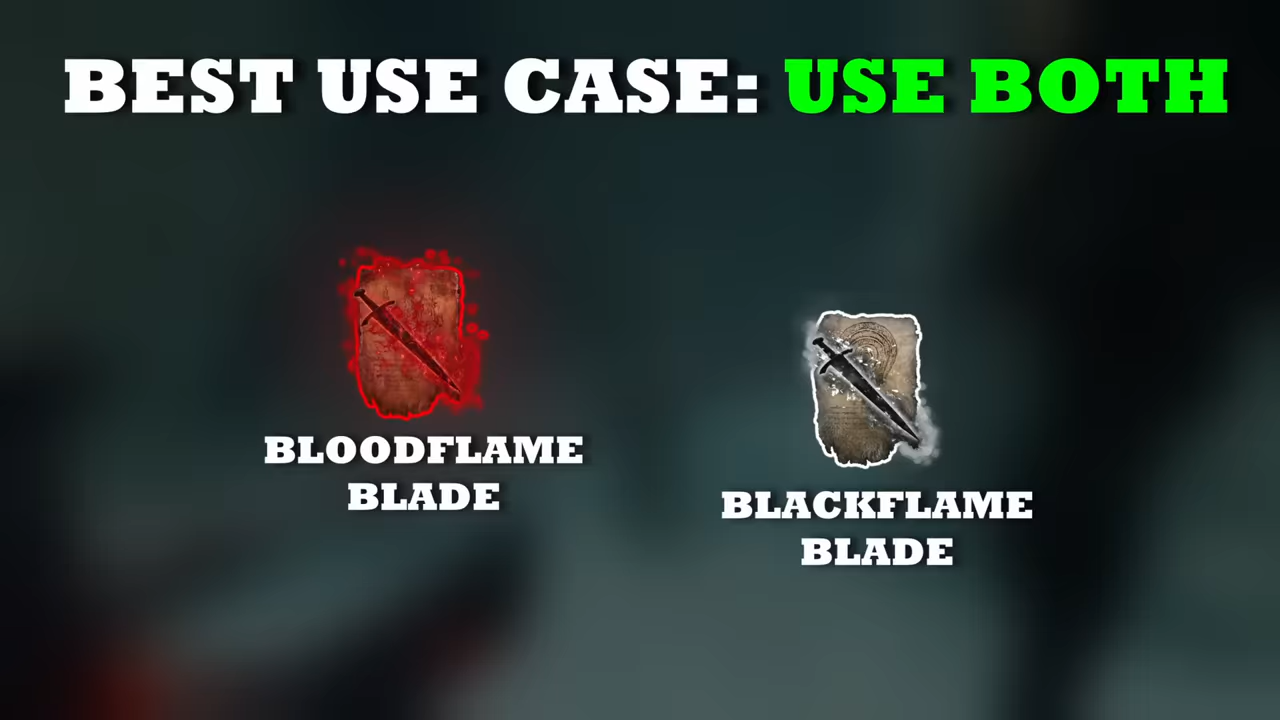 BEST USE CASE: USE BOTH
BLOODFLAME
BLADE
BLACKFLAME
BLADE